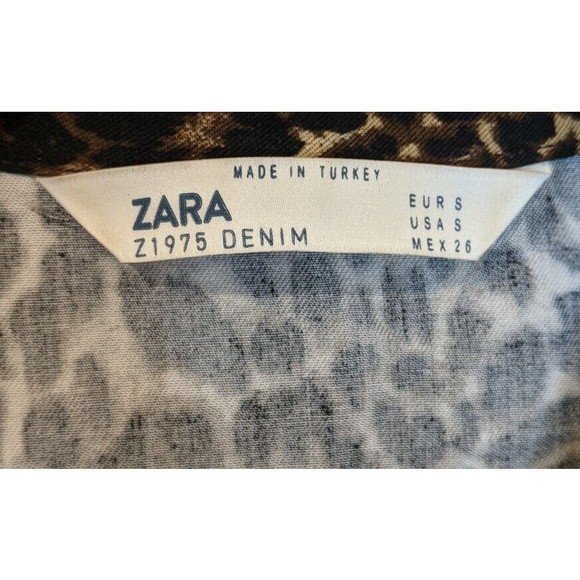 MADE IN TURKEY
ZARA
Z1975 DENIM
EUR S
USA S
MEX 26